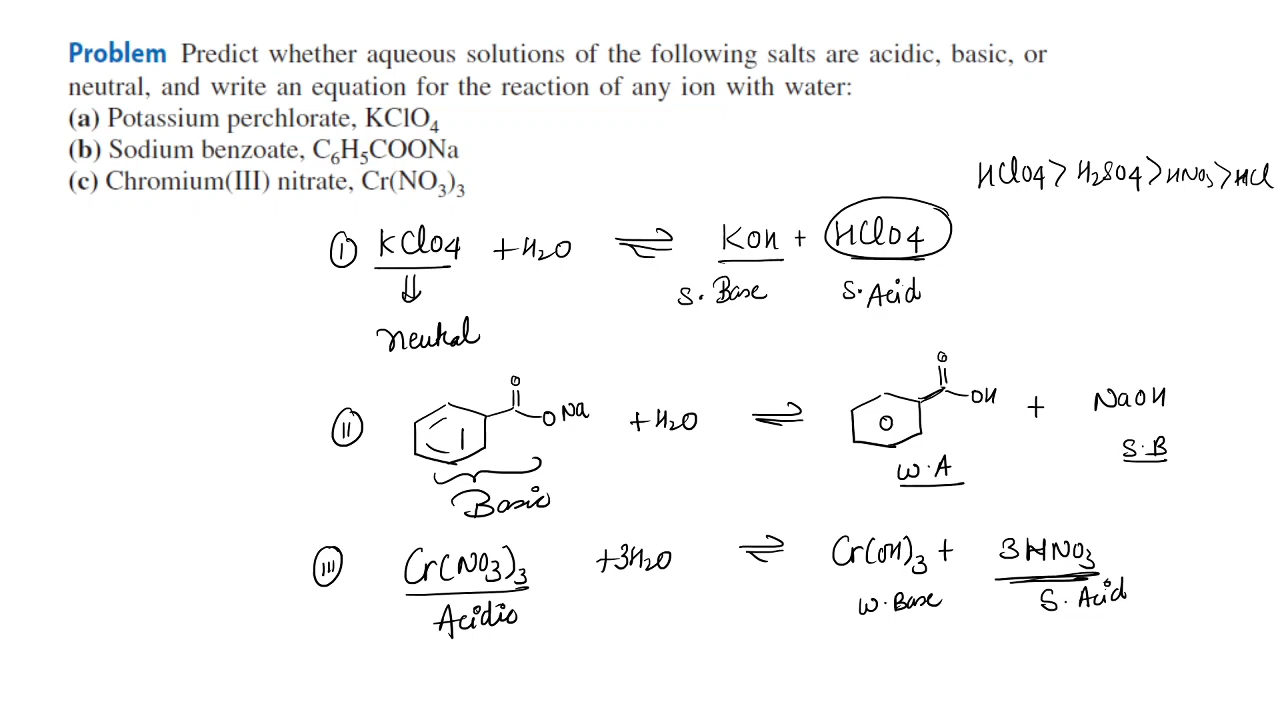 Problem Predict whether aqueous solutions of the following salts are acidic, basic, or
neutral, and write an equation for the reaction of any ion with water:
(a) Potassium perchlorate, KClO₄
(b) Sodium benzoate, C₆H₅COONa
(c) Chromium(III) nitrate, Cr(NO₃)₃
HClO4 > H2SO4 > HNO3 > HCl
① KClO4 + H2O ⇌ KOH + HClO4
S. Base S. Acid
⇓
Neutral
O O
(II) O Na + H2O ⇌ OH + NaOH
W.A S.B
Basic
(III) Cr(NO3)3 + 3H2O ⇌ Cr(OH)3 + 3HNO3
Acidic W. Base S. Acid